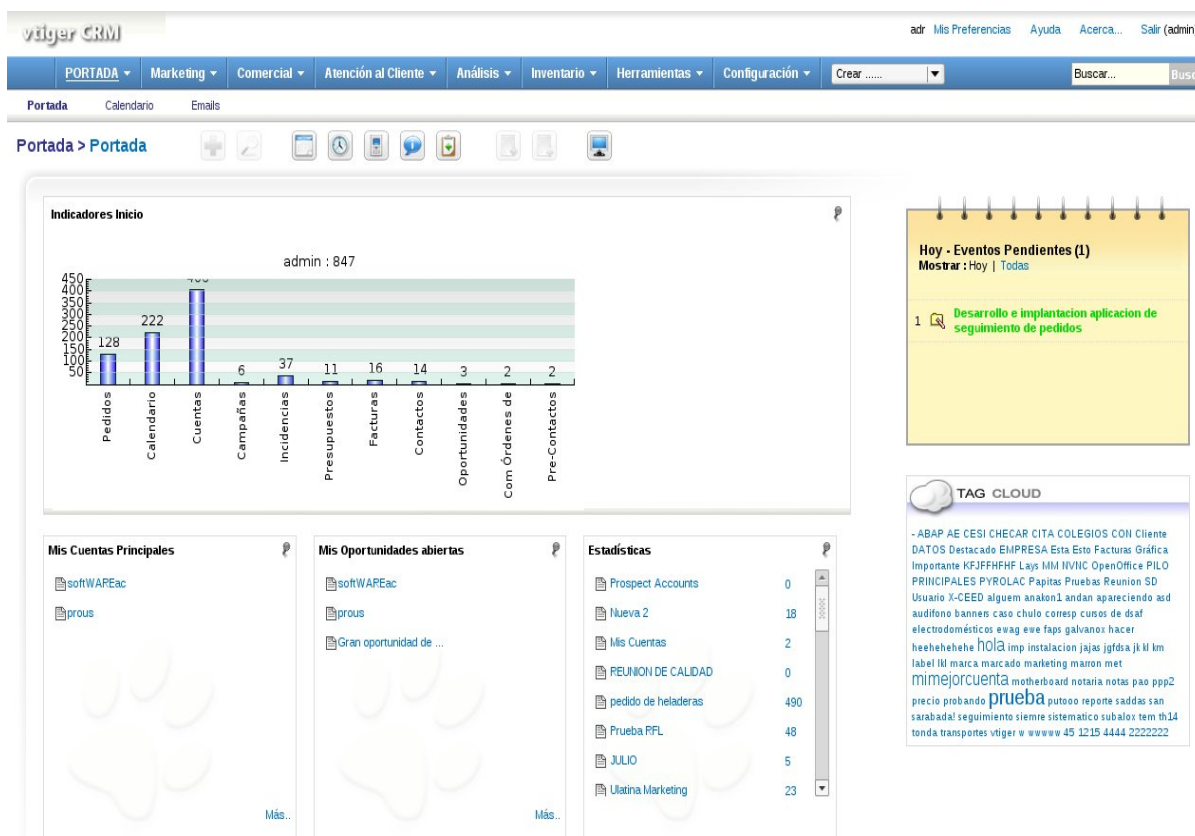 vtiger CRM
adr Mis Preferencias Ayuda Acerca... Salir (admin)
PORTADA Marketing Comercial Atención al Cliente Análisis Inventario Herramientas Configuración Crear ...... Buscar...
Portada Calendario Emails
Portada > Portada
Indicadores Inicio
admin : 847
450
400
350
300
250
200
150
100
50
128
222
6
37
11
16
14
3
2
2
Pedidos
Calendario
Cuentas
Campañas
Incidencias
Presupuestos
Facturas
Contactos
Oportunidades
Com Órdenes de
Pre-Contactos
Hoy - Eventos Pendientes (1)
Mostrar : Hoy | Todas
1 Desarrollo e implantacion aplicacion de
seguimiento de pedidos
TAG CLOUD
- ABAP AE CESI CHECAR CITA COLEGIOS CON Cliente
DATOS Destacado EMPRESA Esta Esto Facturas Gráfica
Importante KFJFFHFHF Lays MM NVNC OpenOffice PILO
PRINCIPALES PYROLAC Papitas Pruebas Reunion SD
Usuario X-CEED alguem anakon1 andan apareciendo asd
audifono banners caso chulo corresp cursos de dsaf
electrodomésticos ewag ewe faps galvanox hacer
heehehehehe hola imp instalacion jajas jgfdsa jk kl km
label lkl marca marcado marketing marron met
mimejorcuenta motherboard notaria notas pao ppp2
precio probando prueba putooo reporte saddas san
sarabada! seguimiento siemre sistematico subalox tem th14
tonda transportes vtiger w wwwww 45 1215 4444 2222222
Mis Cuentas Principales
softWAREac
prous
Más..
Mis Oportunidades abiertas
softWAREac
prous
Gran oportunidad de ...
Más..
Estadísticas
Prospect Accounts 0
Nueva 2 18
Mis Cuentas 2
REUNION DE CALIDAD 0
pedido de heladeras 490
Prueba RFL 48
JULIO 5
Ulatina Marketing 23